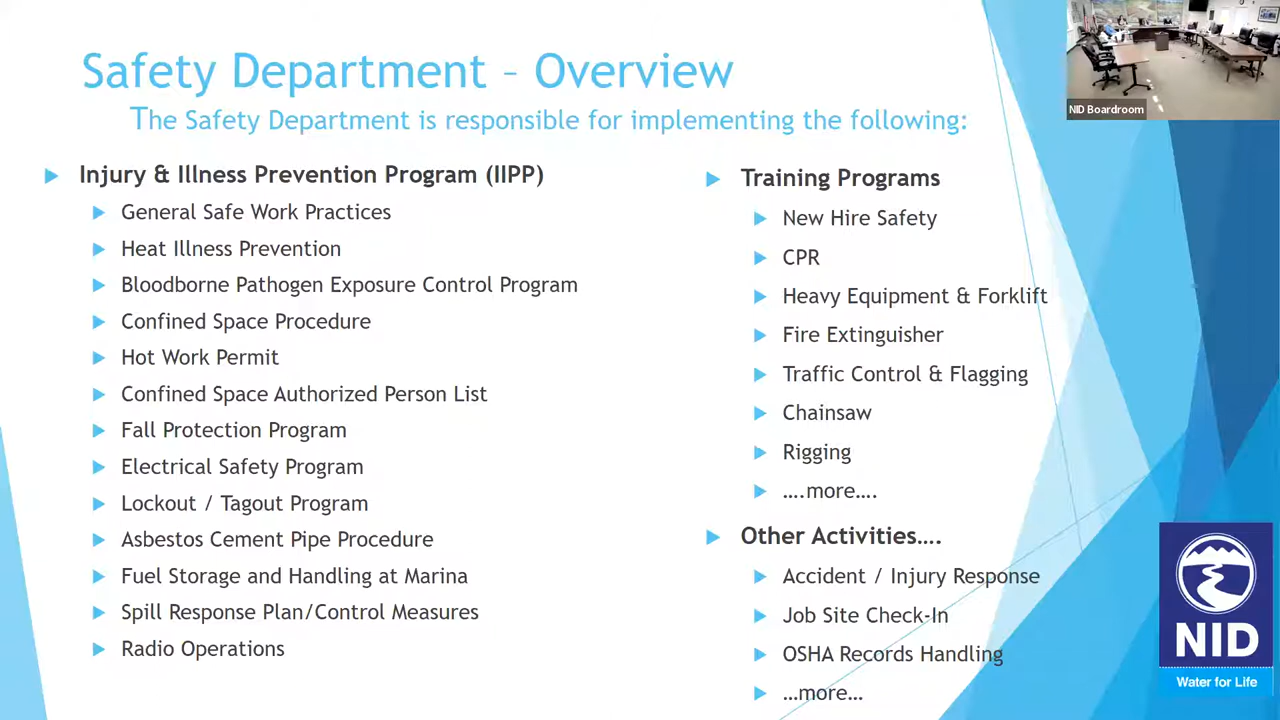 Safety Department – Overview
The Safety Department is responsible for implementing the following:
Injury & Illness Prevention Program (IIPP)
General Safe Work Practices
Heat Illness Prevention
Bloodborne Pathogen Exposure Control Program
Confined Space Procedure
Hot Work Permit
Confined Space Authorized Person List
Fall Protection Program
Electrical Safety Program
Lockout / Tagout Program
Asbestos Cement Pipe Procedure
Fuel Storage and Handling at Marina
Spill Response Plan/Control Measures
Radio Operations
Training Programs
New Hire Safety
CPR
Heavy Equipment & Forklift
Fire Extinguisher
Traffic Control & Flagging
Chainsaw
Rigging
….more….
Other Activities….
Accident / Injury Response
Job Site Check-In
OSHA Records Handling
…more…
NID Boardroom
NID
Water for Life